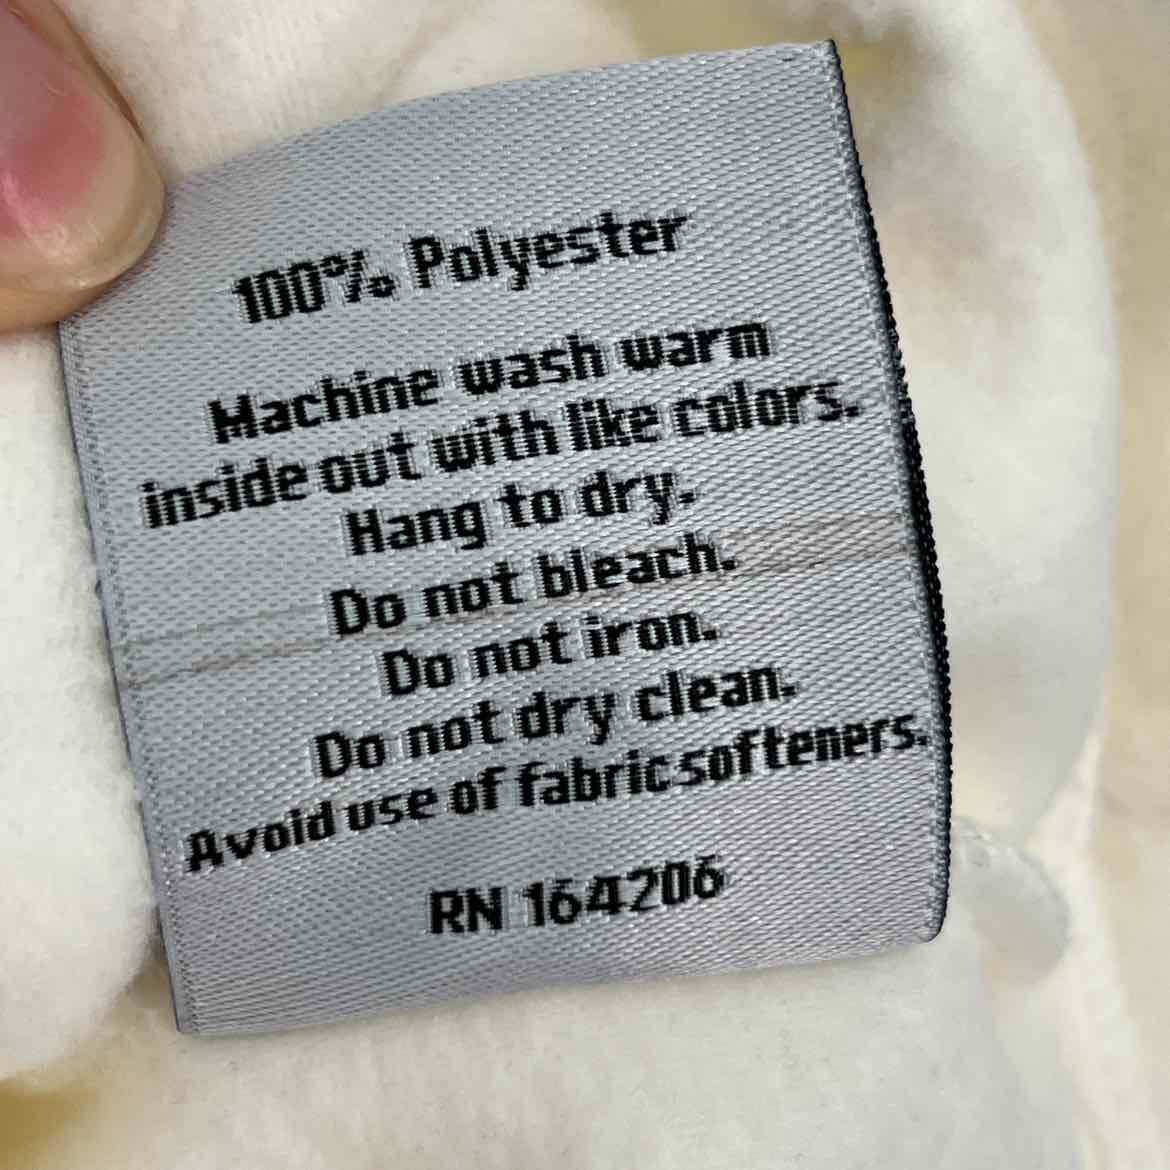 100% Polyester
Machine wash warm
inside out with like colors.
Hang to dry.
Do not bleach.
Do not iron.
Do not dry clean.
Avoid use of fabric softeners.
RN 164206